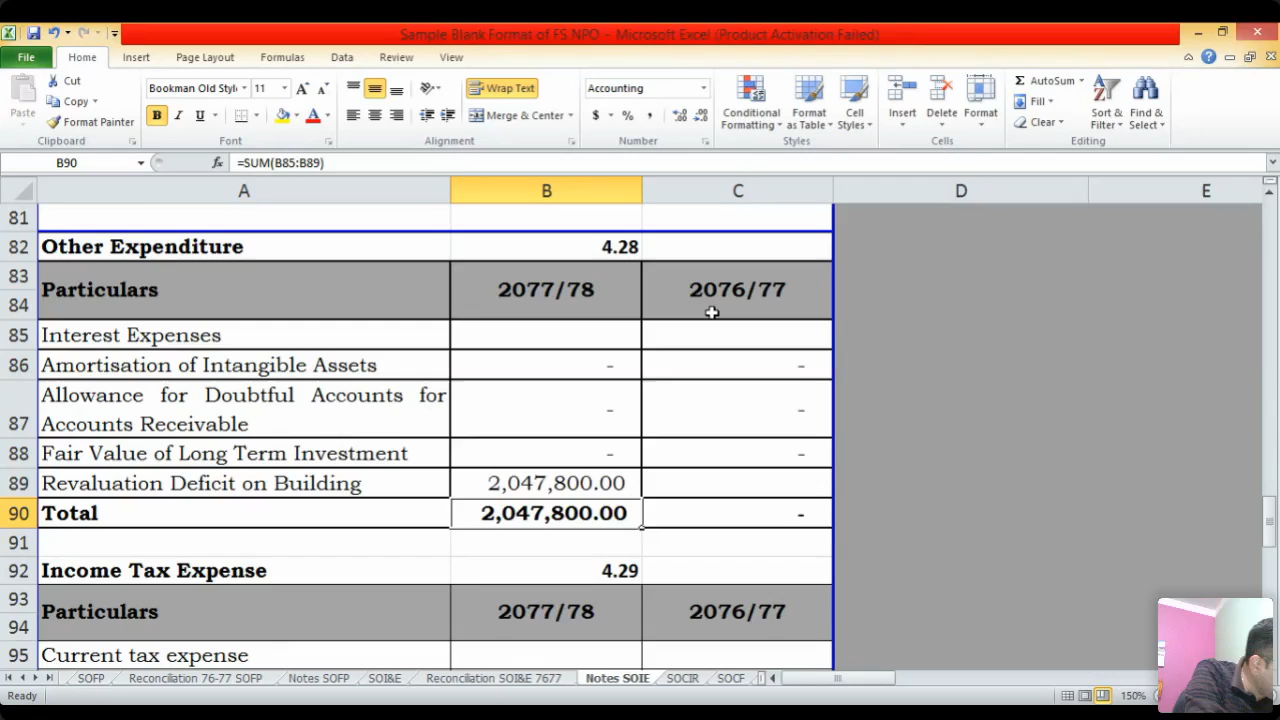 Sample Blank Format of FS NPO - Microsoft Excel (Product Activation Failed)
File Home Insert Page Layout Formulas Data Review View
Paste
Cut
Copy
Format Painter
Clipboard
Bookman Old Styl 11
B I U
Font
Wrap Text
Merge & Center
Alignment
Accounting
$ % ,
Number
Conditional Formatting
Format as Table
Cell Styles
Styles
Insert Delete Format
Cells
Σ AutoSum
Fill
Clear
Sort & Filter
Find & Select
Editing
B90 fx =SUM(B85:B89)
A B C D E
81
82 Other Expenditure 4.28
83 Particulars 2077/78 2076/77
84
85 Interest Expenses
86 Amortisation of Intangible Assets - -
Allowance for Doubtful Accounts for
87 Accounts Receivable - -
88 Fair Value of Long Term Investment - -
89 Revaluation Deficit on Building 2,047,800.00
90 Total 2,047,800.00 -
91
92 Income Tax Expense 4.29
93 Particulars 2077/78 2076/77
94
95 Current tax expense
SOFP Reconciliation 76-77 SOFP Notes SOFP SOI&E Reconciliation SOI&E 7677 Notes SOIE SOCIR SOCF
Ready 150%